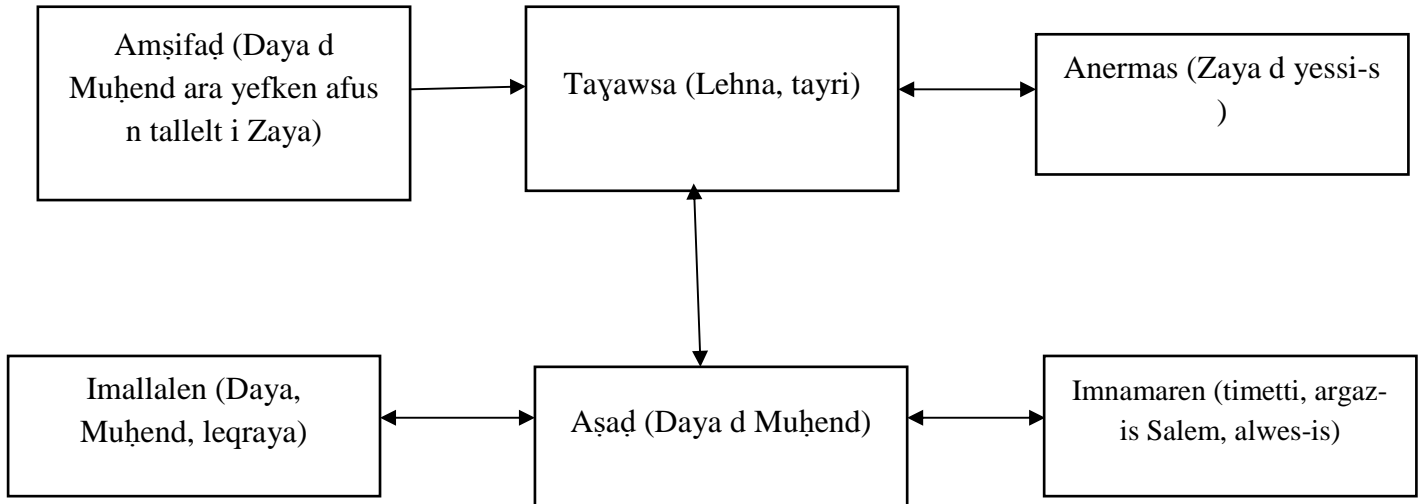 Amṣifaḍ (Daya d
Muḥend ara yefken afus
n tallelt i Zaya)
Taɣawsa (Lehna, tayri)
Anermas (Zaya d yessi-s
)
Imallalen (Daya,
Muḥend, leqraya)
Aṣaḍ (Daya d Muḥend)
Imnamaren (timetti, argaz-
is Salem, alwes-is)